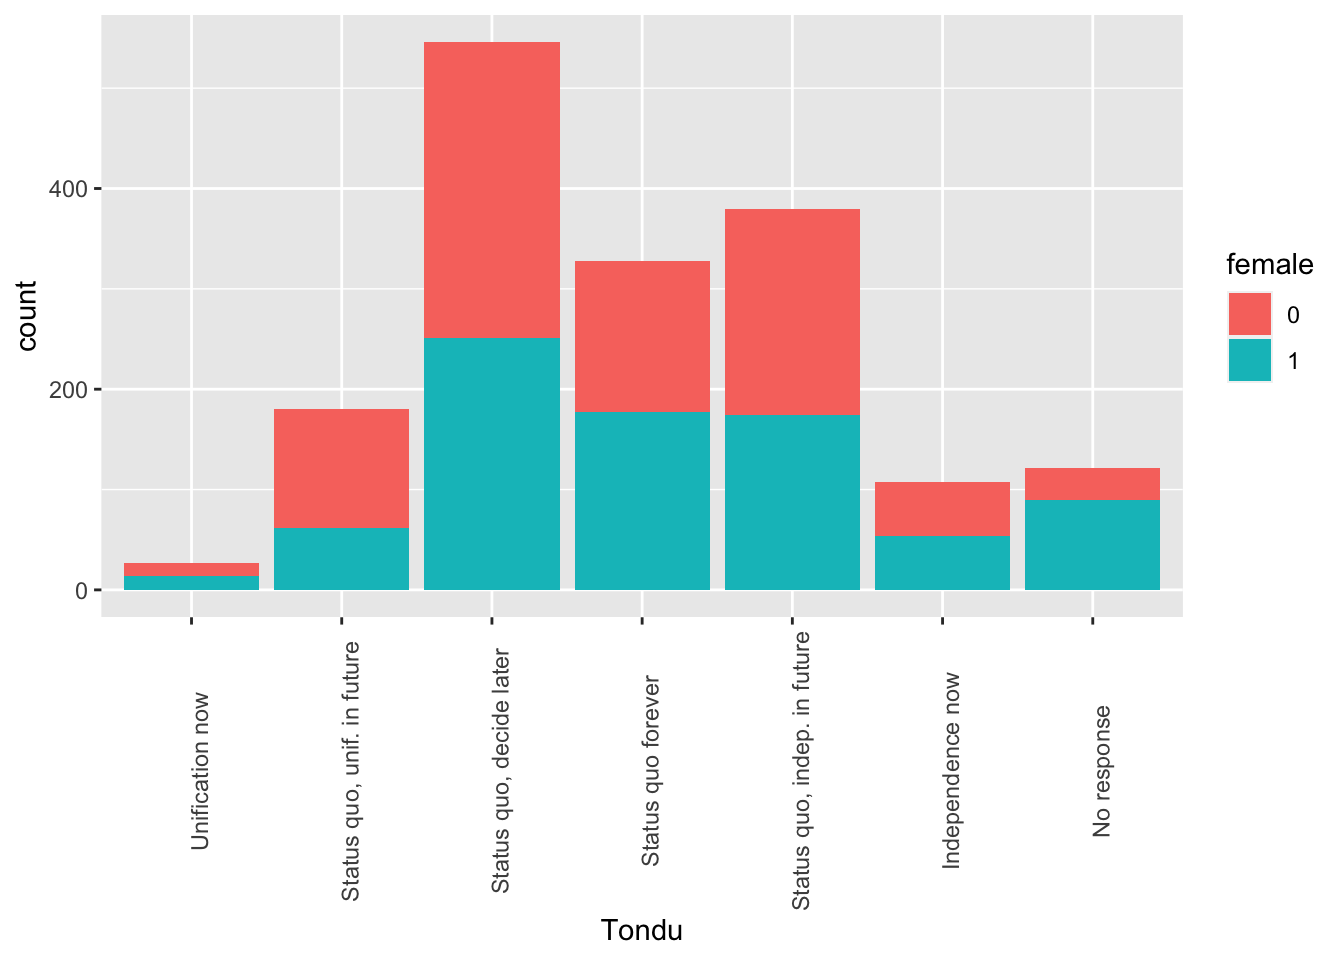 count
400
200
0
Unification now
Status quo, unif. in future
Status quo, decide later
Status quo forever
Status quo, indep. in future
Independence now
No response
Tondu
female
0
1